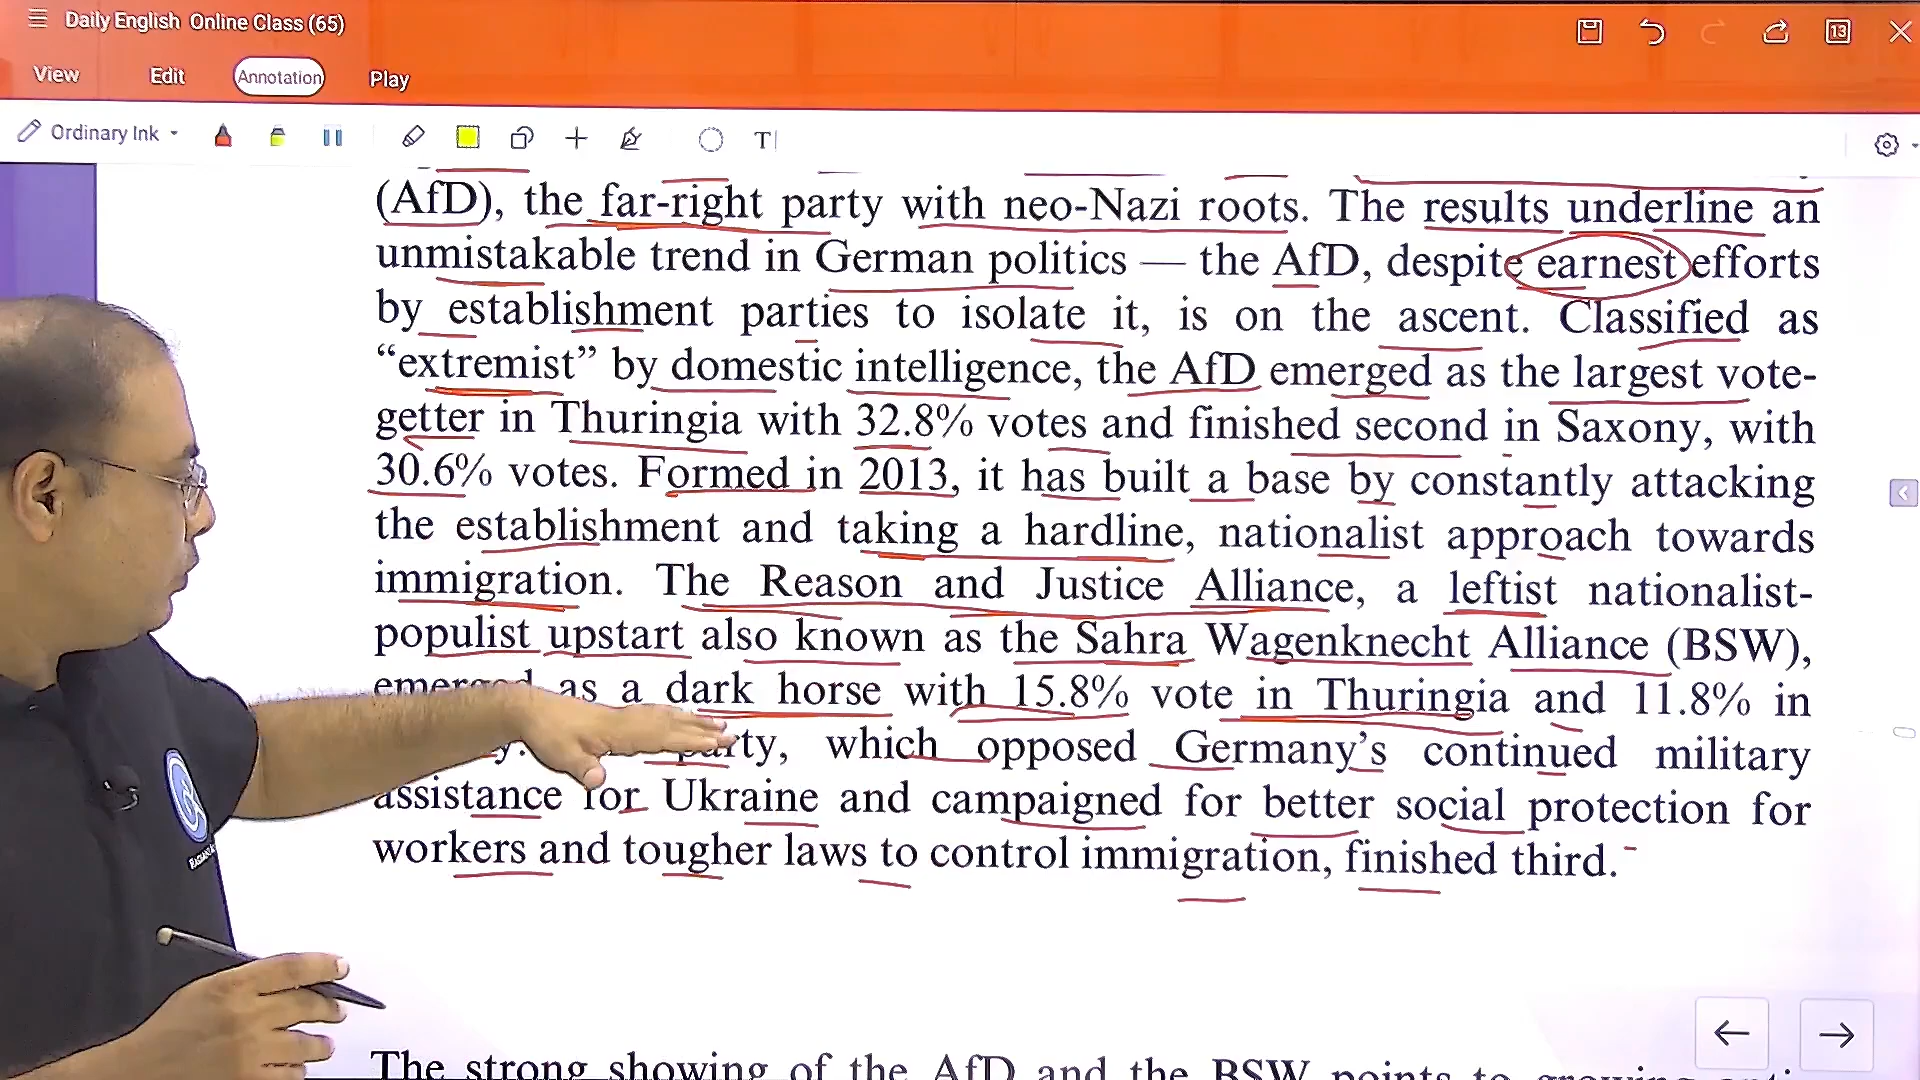 Daily English Online Class (65)
13
View Edit Annotation Play
Ordinary Ink
T
(AfD), the far-right party with neo-Nazi roots. The results underline an
unmistakable trend in German politics — the AfD, despite earnest efforts
by establishment parties to isolate it, is on the ascent. Classified as
“extremist” by domestic intelligence, the AfD emerged as the largest vote-
getter in Thuringia with 32.8% votes and finished second in Saxony, with
30.6% votes. Formed in 2013, it has built a base by constantly attacking
the establishment and taking a hardline, nationalist approach towards
immigration. The Reason and Justice Alliance, a leftist nationalist-
populist upstart also known as the Sahra Wagenknecht Alliance (BSW),
emerged as a dark horse with 15.8% vote in Thuringia and 11.8% in
party, which opposed Germany’s continued military
assistance for Ukraine and campaigned for better social protection for
workers and tougher laws to control immigration, finished third.
The strong showing of the AfD and the BSW points to growing